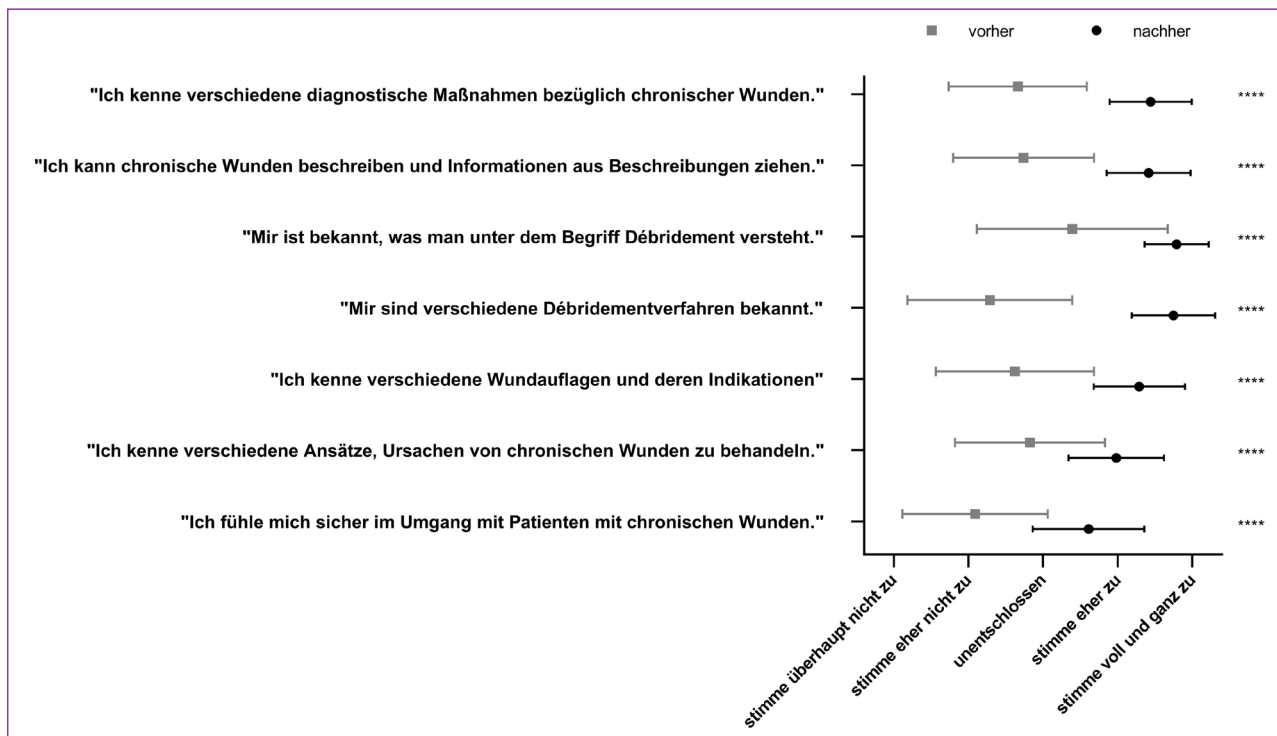 vorher nachher
"Ich kenne verschiedene diagnostische Maßnahmen bezüglich chronischer Wunden." ****
"Ich kann chronische Wunden beschreiben und Informationen aus Beschreibungen ziehen." ****
"Mir ist bekannt, was man unter dem Begriff Débridement versteht." ****
"Mir sind verschiedene Débridementverfahren bekannt." ****
"Ich kenne verschiedene Wundauflagen und deren Indikationen" ****
"Ich kenne verschiedene Ansätze, Ursachen von chronischen Wunden zu behandeln." ****
"Ich fühle mich sicher im Umgang mit Patienten mit chronischen Wunden." ****
stimme überhaupt nicht zu
stimme eher nicht zu
unentschlossen
stimme eher zu
stimme voll und ganz zu